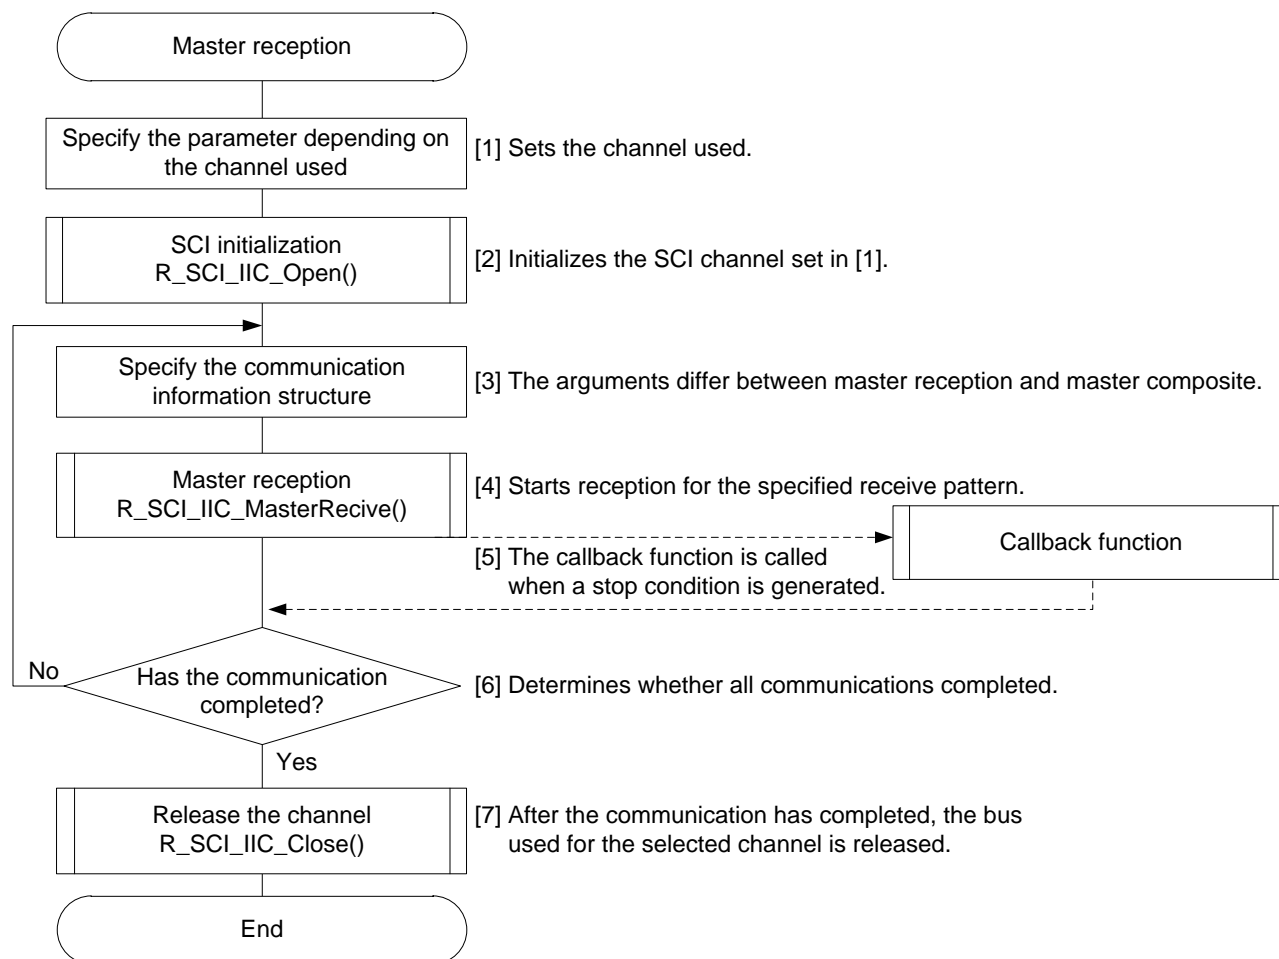 Master reception
Specify the parameter depending on
the channel used
[1] Sets the channel used.
SCI initialization
R_SCI_IIC_Open()
[2] Initializes the SCI channel set in [1].
Specify the communication
information structure
[3] The arguments differ between master reception and master composite.
Master reception
R_SCI_IIC_MasterRecive()
[4] Starts reception for the specified receive pattern.
[5] The callback function is called
when a stop condition is generated.
Callback function
No
Has the communication
completed?
[6] Determines whether all communications completed.
Yes
Release the channel
R_SCI_IIC_Close()
[7] After the communication has completed, the bus
used for the selected channel is released.
End